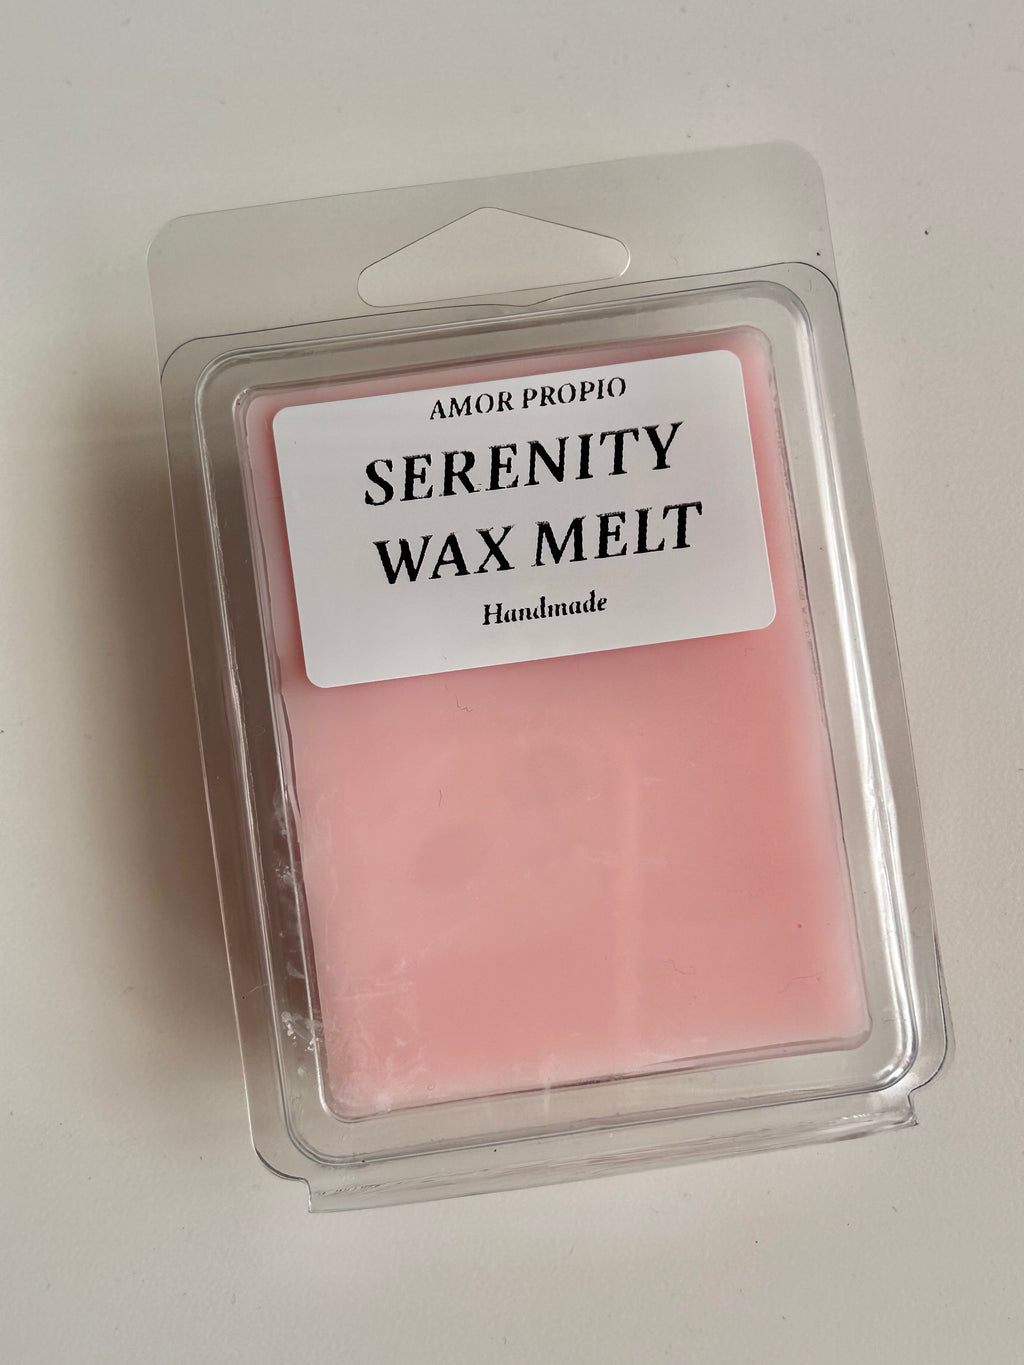 AMOR PROPIO
SERENITY
WAX MELT
Handmade